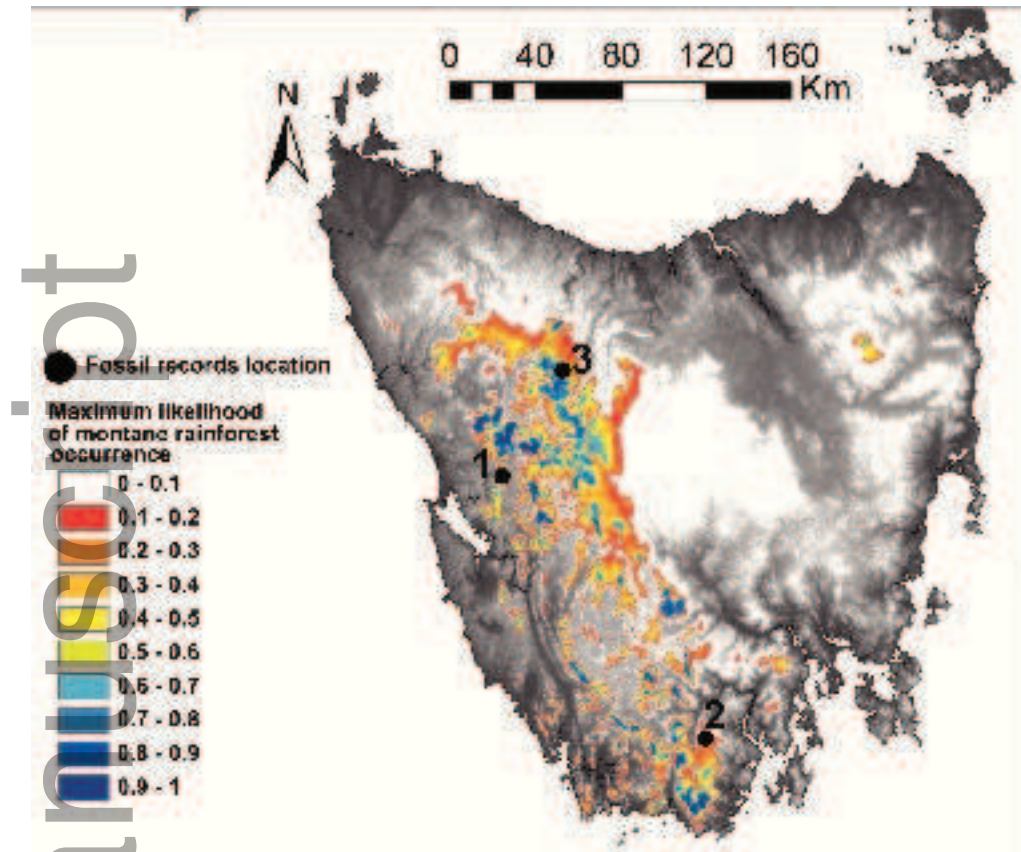 0 40 80 120 160
Km
N
3
Fossil records location
Maximum likelihood
of montane rainforest
occurrence
1
0 - 0.1
0.1 - 0.2
0.2 - 0.3
0.3 - 0.4
0.4 - 0.5
0.5 - 0.6
0.6 - 0.7
0.7 - 0.8
0.8 - 0.9
0.9 - 1
2
anuscript